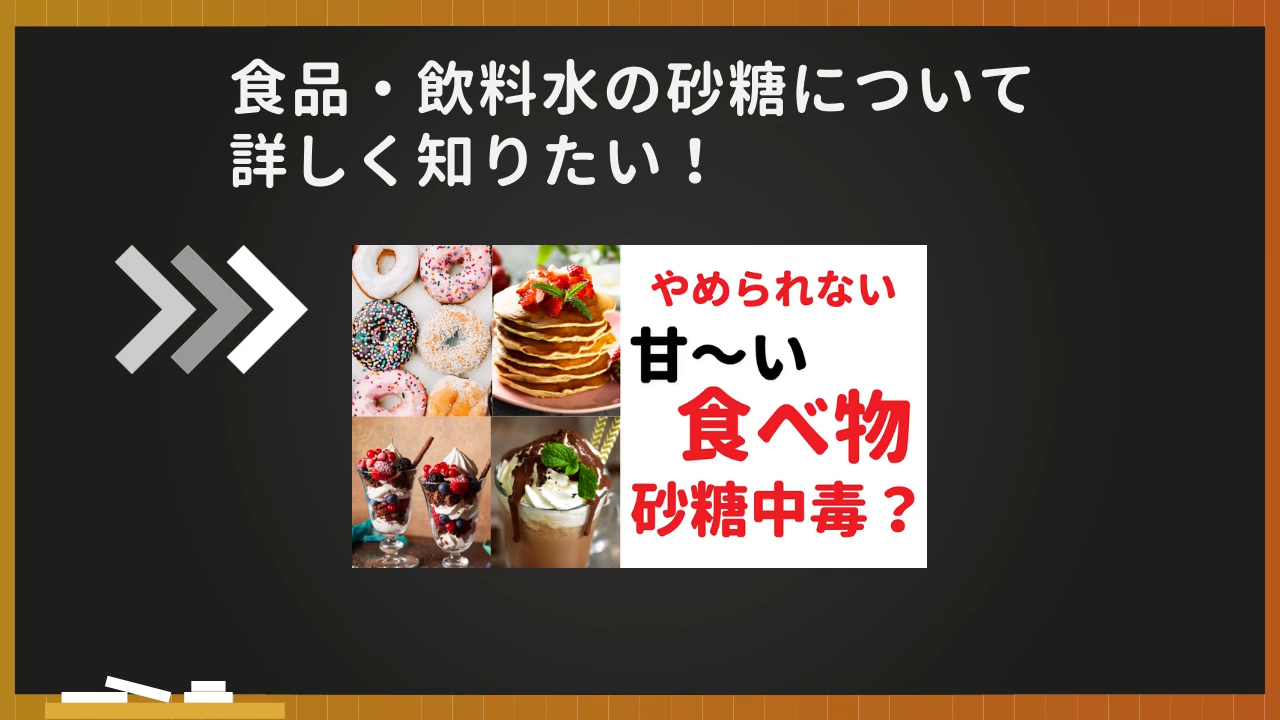 食品・飲料水の砂糖について
詳しく知りたい！
やめられない
甘〜い
食べ物
砂糖中毒？